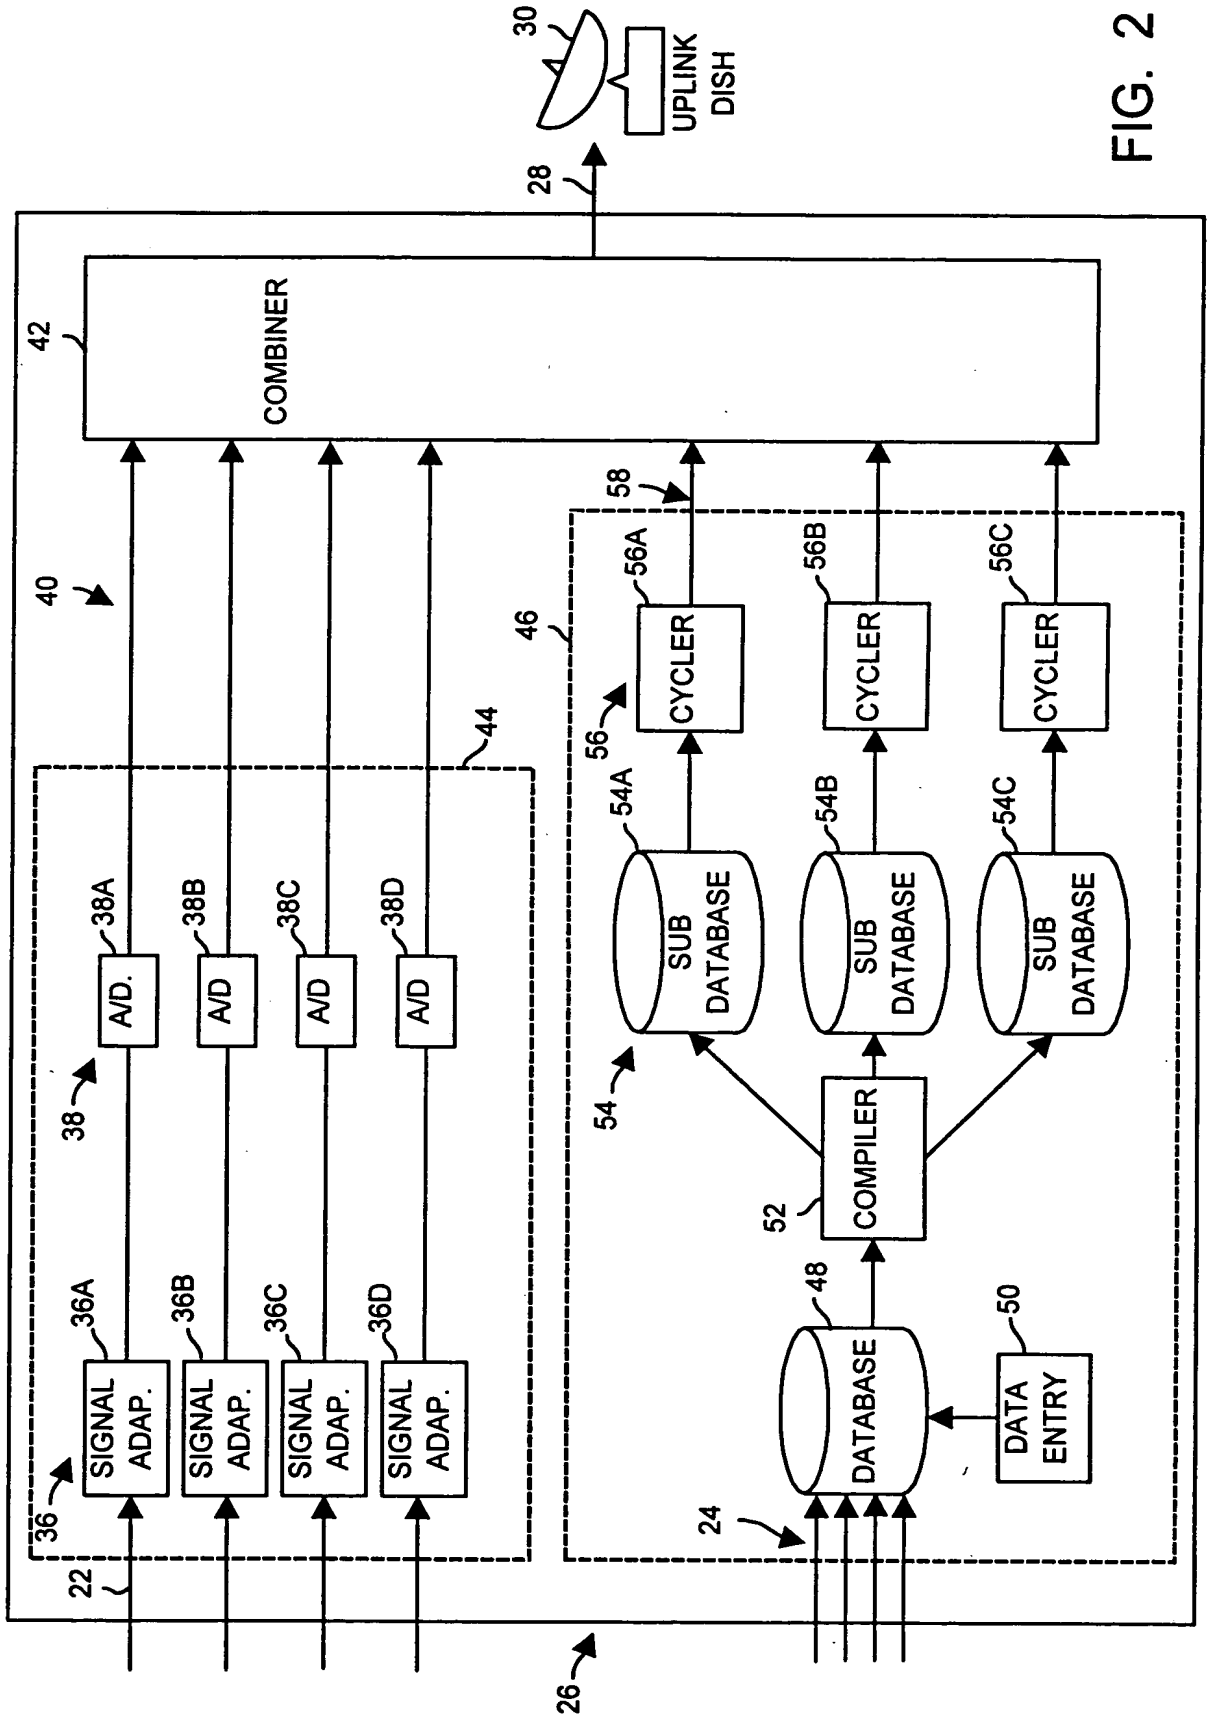 42
COMBINER
28
30
UPLINK
DISH
FIG. 2
40
44
38
38A
A/D.
38B
A/D
38C
A/D
38D
A/D
36
36A
SIGNAL
ADAP.
36B
SIGNAL
ADAP.
36C
SIGNAL
ADAP.
36D
SIGNAL
ADAP.
22
46
58
56
56A
CYCLER
56B
CYCLER
56C
CYCLER
54
54A
SUB
DATABASE
54B
SUB
DATABASE
54C
SUB
DATABASE
52
COMPILER
48
DATABASE
50
DATA
ENTRY
24
26